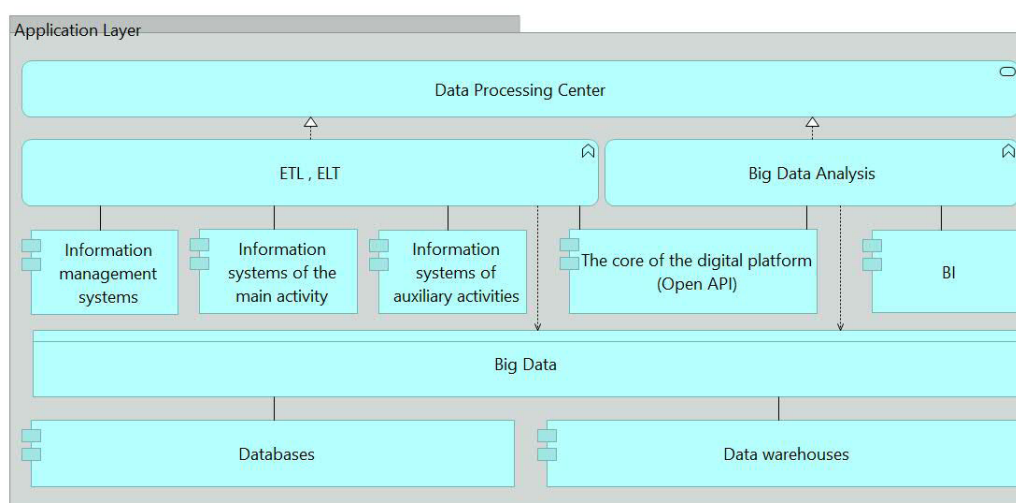 Application Layer
Data Processing Center
ETL , ELT
Big Data Analysis
Information
management
systems
Information
systems of the
main activity
Information
systems of
auxiliary activities
The core of the digital platform
(Open API)
BI
Big Data
Databases
Data warehouses